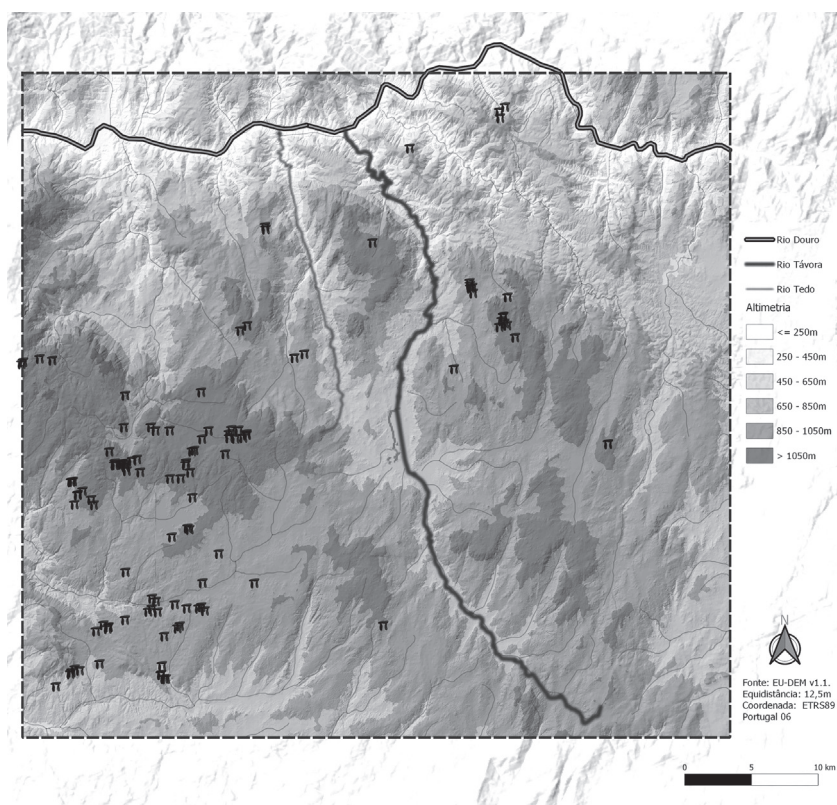 Rio Douro
Rio Távora
Rio Tedo
Altimetria
<= 250m
250 - 450m
450 - 650m
650 - 850m
850 - 1050m
> 1050m
N
Fonte: EU-DEM v1.1.
Equidistância: 12,5m
Coordenada: ETRS89
Portugal 06
0 5 10 km